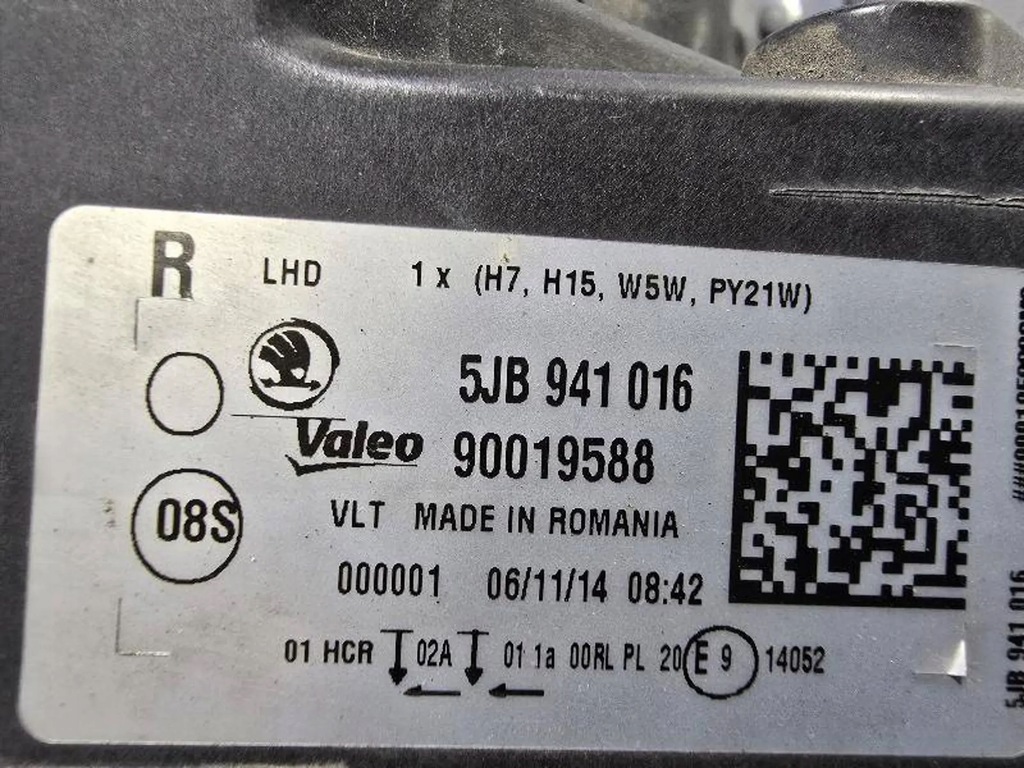 R LHD 1 x (H7, H15, W5W, PY21W)
5JB 941 016
Valeo 90019588
08S
VLT MADE IN ROMANIA
000001 06/11/14 08:42
01 HCR 02A 01 1a 00RL PL 20 E 9 14052
5JB 941 016